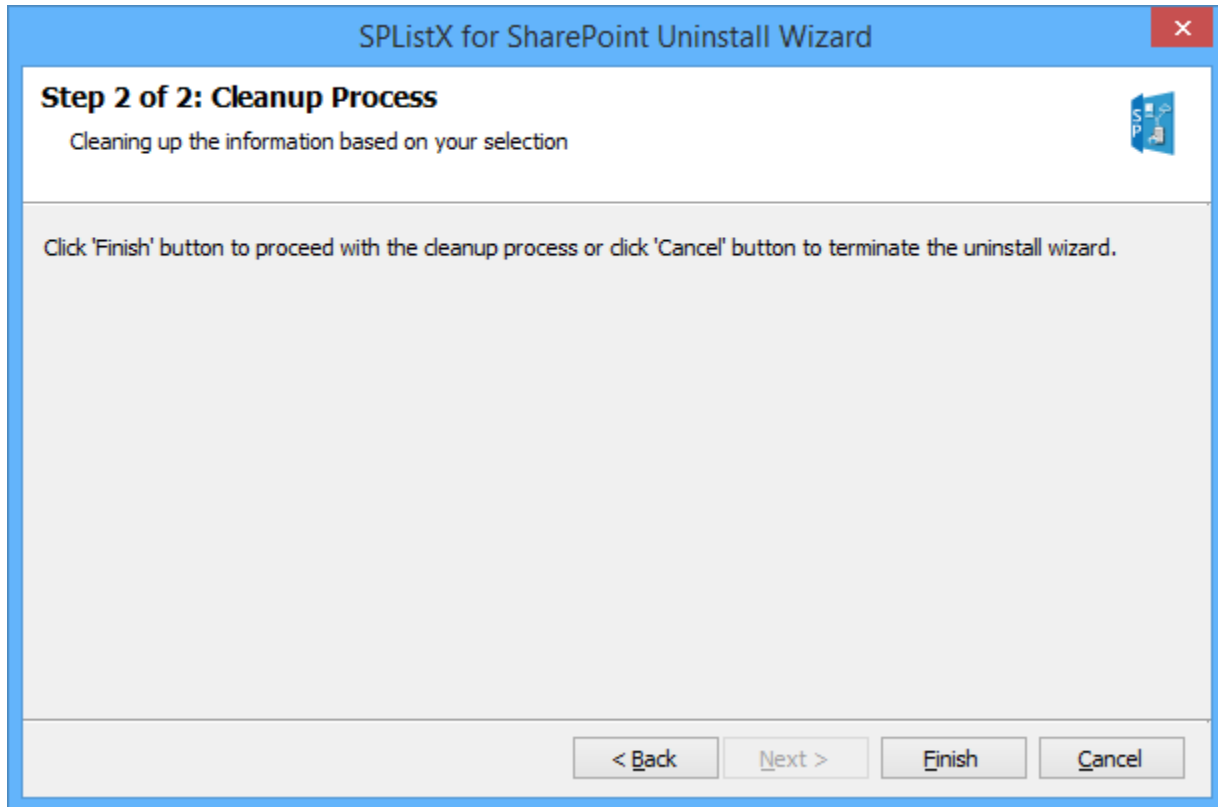 SPListX for SharePoint Uninstall Wizard
×
Step 2 of 2: Cleanup Process
Cleaning up the information based on your selection
S
P
Click 'Finish' button to proceed with the cleanup process or click 'Cancel' button to terminate the uninstall wizard.
< Back
Next >
Finish
Cancel